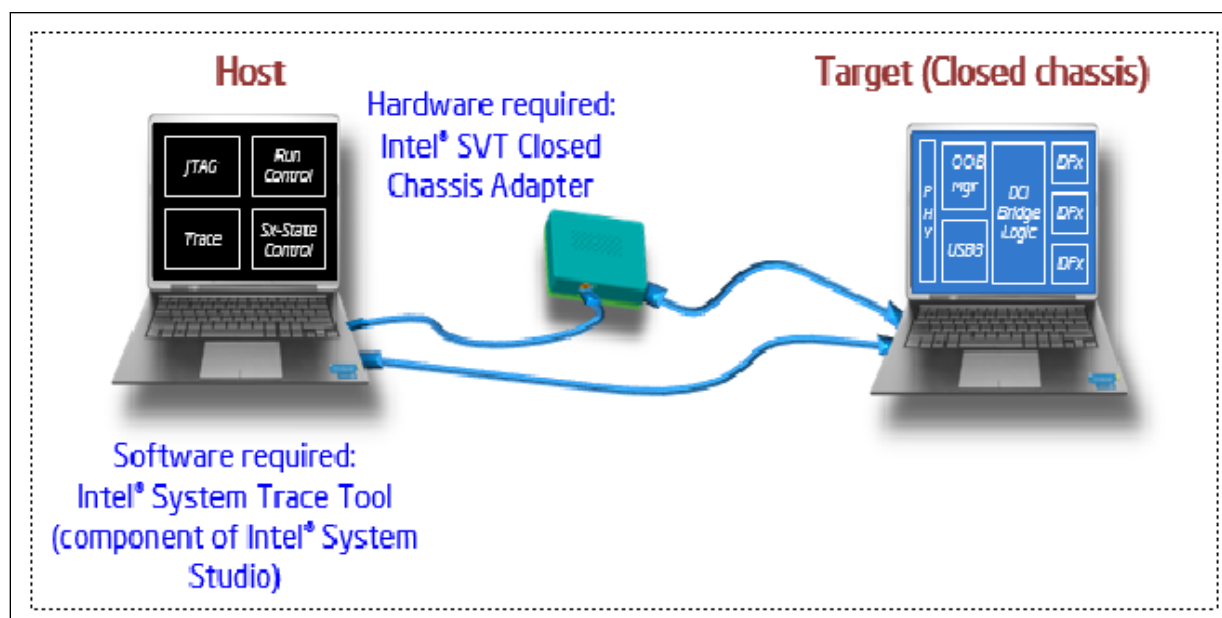 Host
Target (Closed chassis)
Hardware required:
Intel® SVT Closed
Chassis Adapter
JTAG
Run
Control
Trace
Sx-State
Control
P
H
Y
OOB
Mgr
USB3
DCI
Bridge
Logic
DFx
DFx
DFx
Software required:
Intel® System Trace Tool
(component of Intel® System
Studio)